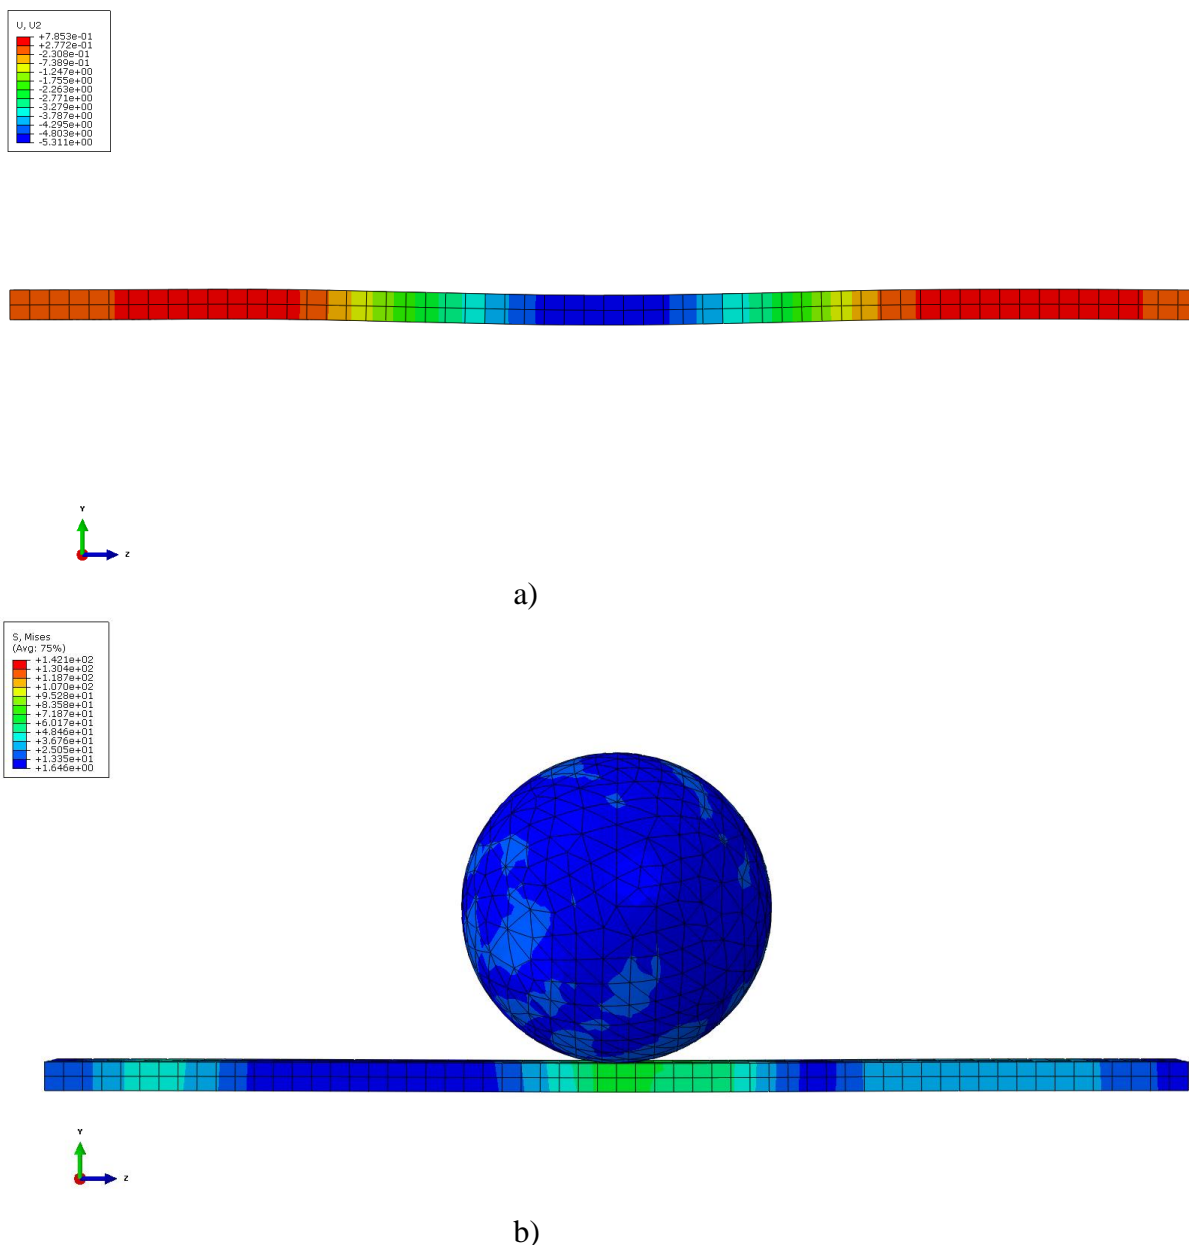 U, U2
+7.853e-01
+2.772e-01
-2.308e-01
-7.389e-01
-1.247e+00
-1.755e+00
-2.263e+00
-2.771e+00
-3.279e+00
-3.787e+00
-4.295e+00
-4.803e+00
-5.311e+00
Y
Z
a)
S, Mises
(Avg: 75%)
+1.421e+02
+1.304e+02
+1.187e+02
+1.070e+02
+9.528e+01
+8.358e+01
+7.187e+01
+6.017e+01
+4.846e+01
+3.676e+01
+2.505e+01
+1.335e+01
+1.646e+00
Y
Z
b)